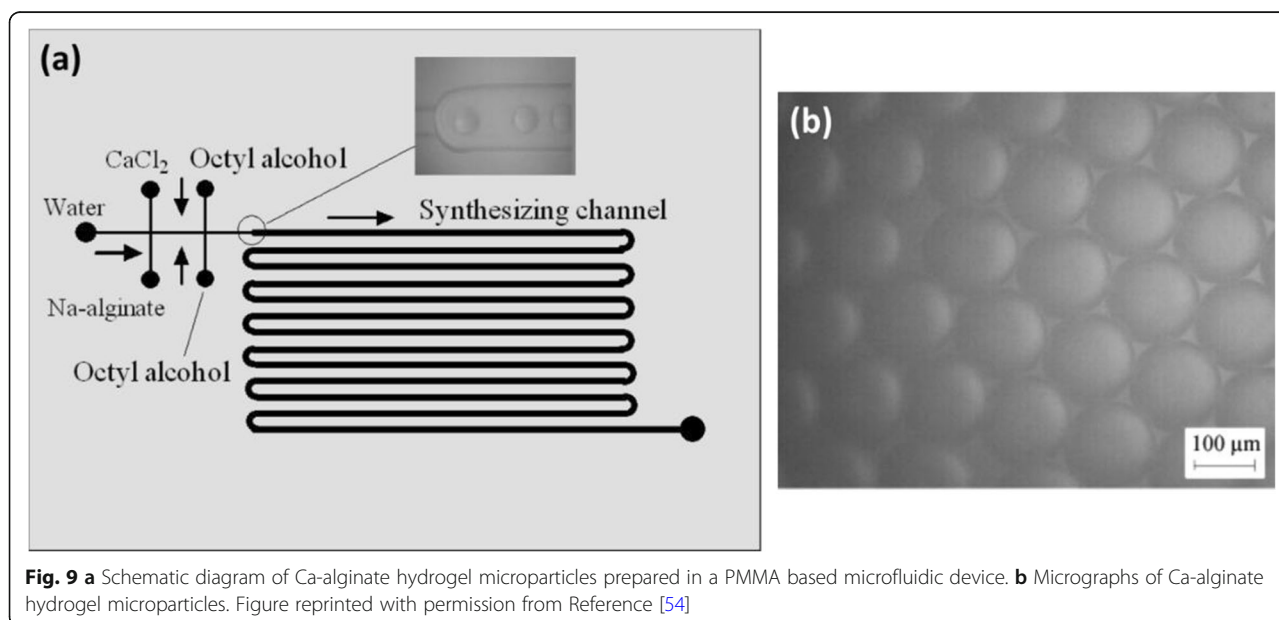 (a)
CaCl₂
Octyl alcohol
Water
Synthesizing channel
Na-alginate
Octyl alcohol
(b)
100 µm
Fig. 9 a Schematic diagram of Ca-alginate hydrogel microparticles prepared in a PMMA based microfluidic device. b Micrographs of Ca-alginate
hydrogel microparticles. Figure reprinted with permission from Reference [54]